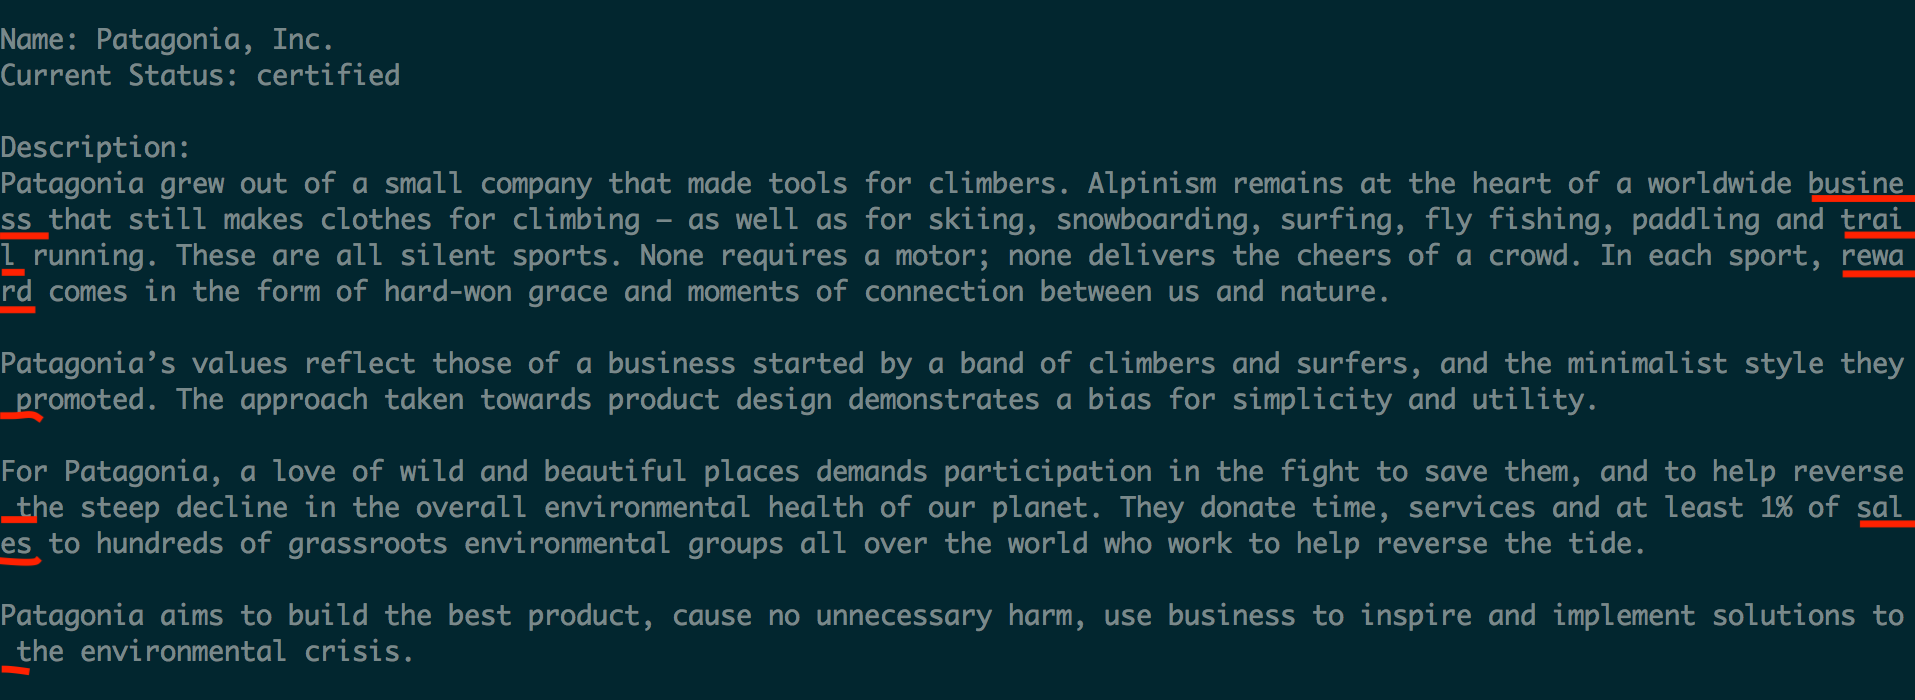 Name: Patagonia, Inc.
Current Status: certified

Description:
Patagonia grew out of a small company that made tools for climbers. Alpinism remains at the heart of a worldwide busine
ss that still makes clothes for climbing – as well as for skiing, snowboarding, surfing, fly fishing, paddling and trai
l running. These are all silent sports. None requires a motor; none delivers the cheers of a crowd. In each sport, rewa
rd comes in the form of hard-won grace and moments of connection between us and nature.

Patagonia’s values reflect those of a business started by a band of climbers and surfers, and the minimalist style they
 promoted. The approach taken towards product design demonstrates a bias for simplicity and utility.

For Patagonia, a love of wild and beautiful places demands participation in the fight to save them, and to help reverse
 the steep decline in the overall environmental health of our planet. They donate time, services and at least 1% of sal
es to hundreds of grassroots environmental groups all over the world who work to help reverse the tide.

Patagonia aims to build the best product, cause no unnecessary harm, use business to inspire and implement solutions to
 the environmental crisis.